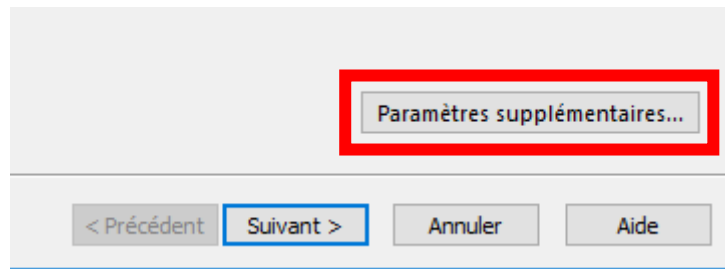 Paramètres supplémentaires...
< Précédent Suivant > Annuler Aide